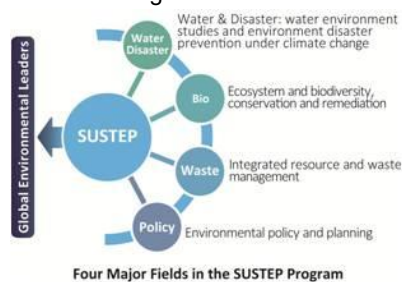 Water & Disaster: water environment
studies and environment disaster
prevention under climate change
Water
Disaster
Bio
Ecosystem and biodiversity,
conservation and remediation
Global Environmental Leaders
SUSTEP
Waste
Integrated resource and waste
management
Policy
Environmental policy and planning
Four Major Fields in the SUSTEP Program